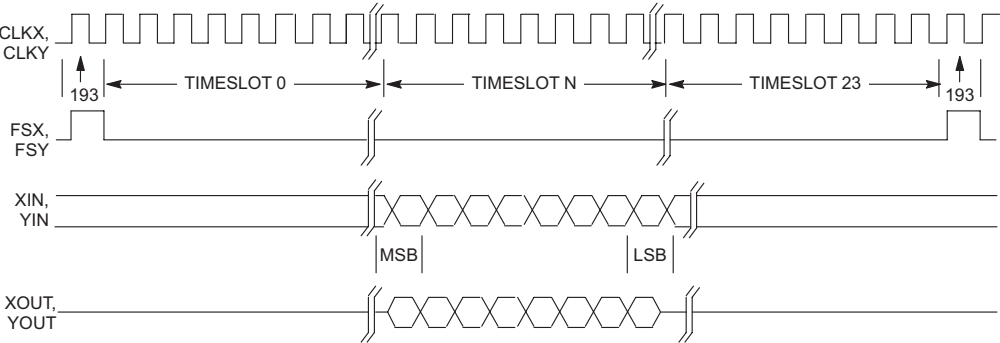 CLKX,
CLKY
193
TIMESLOT 0
TIMESLOT N
TIMESLOT 23
193
FSX,
FSY
XIN,
YIN
MSB
LSB
XOUT,
YOUT